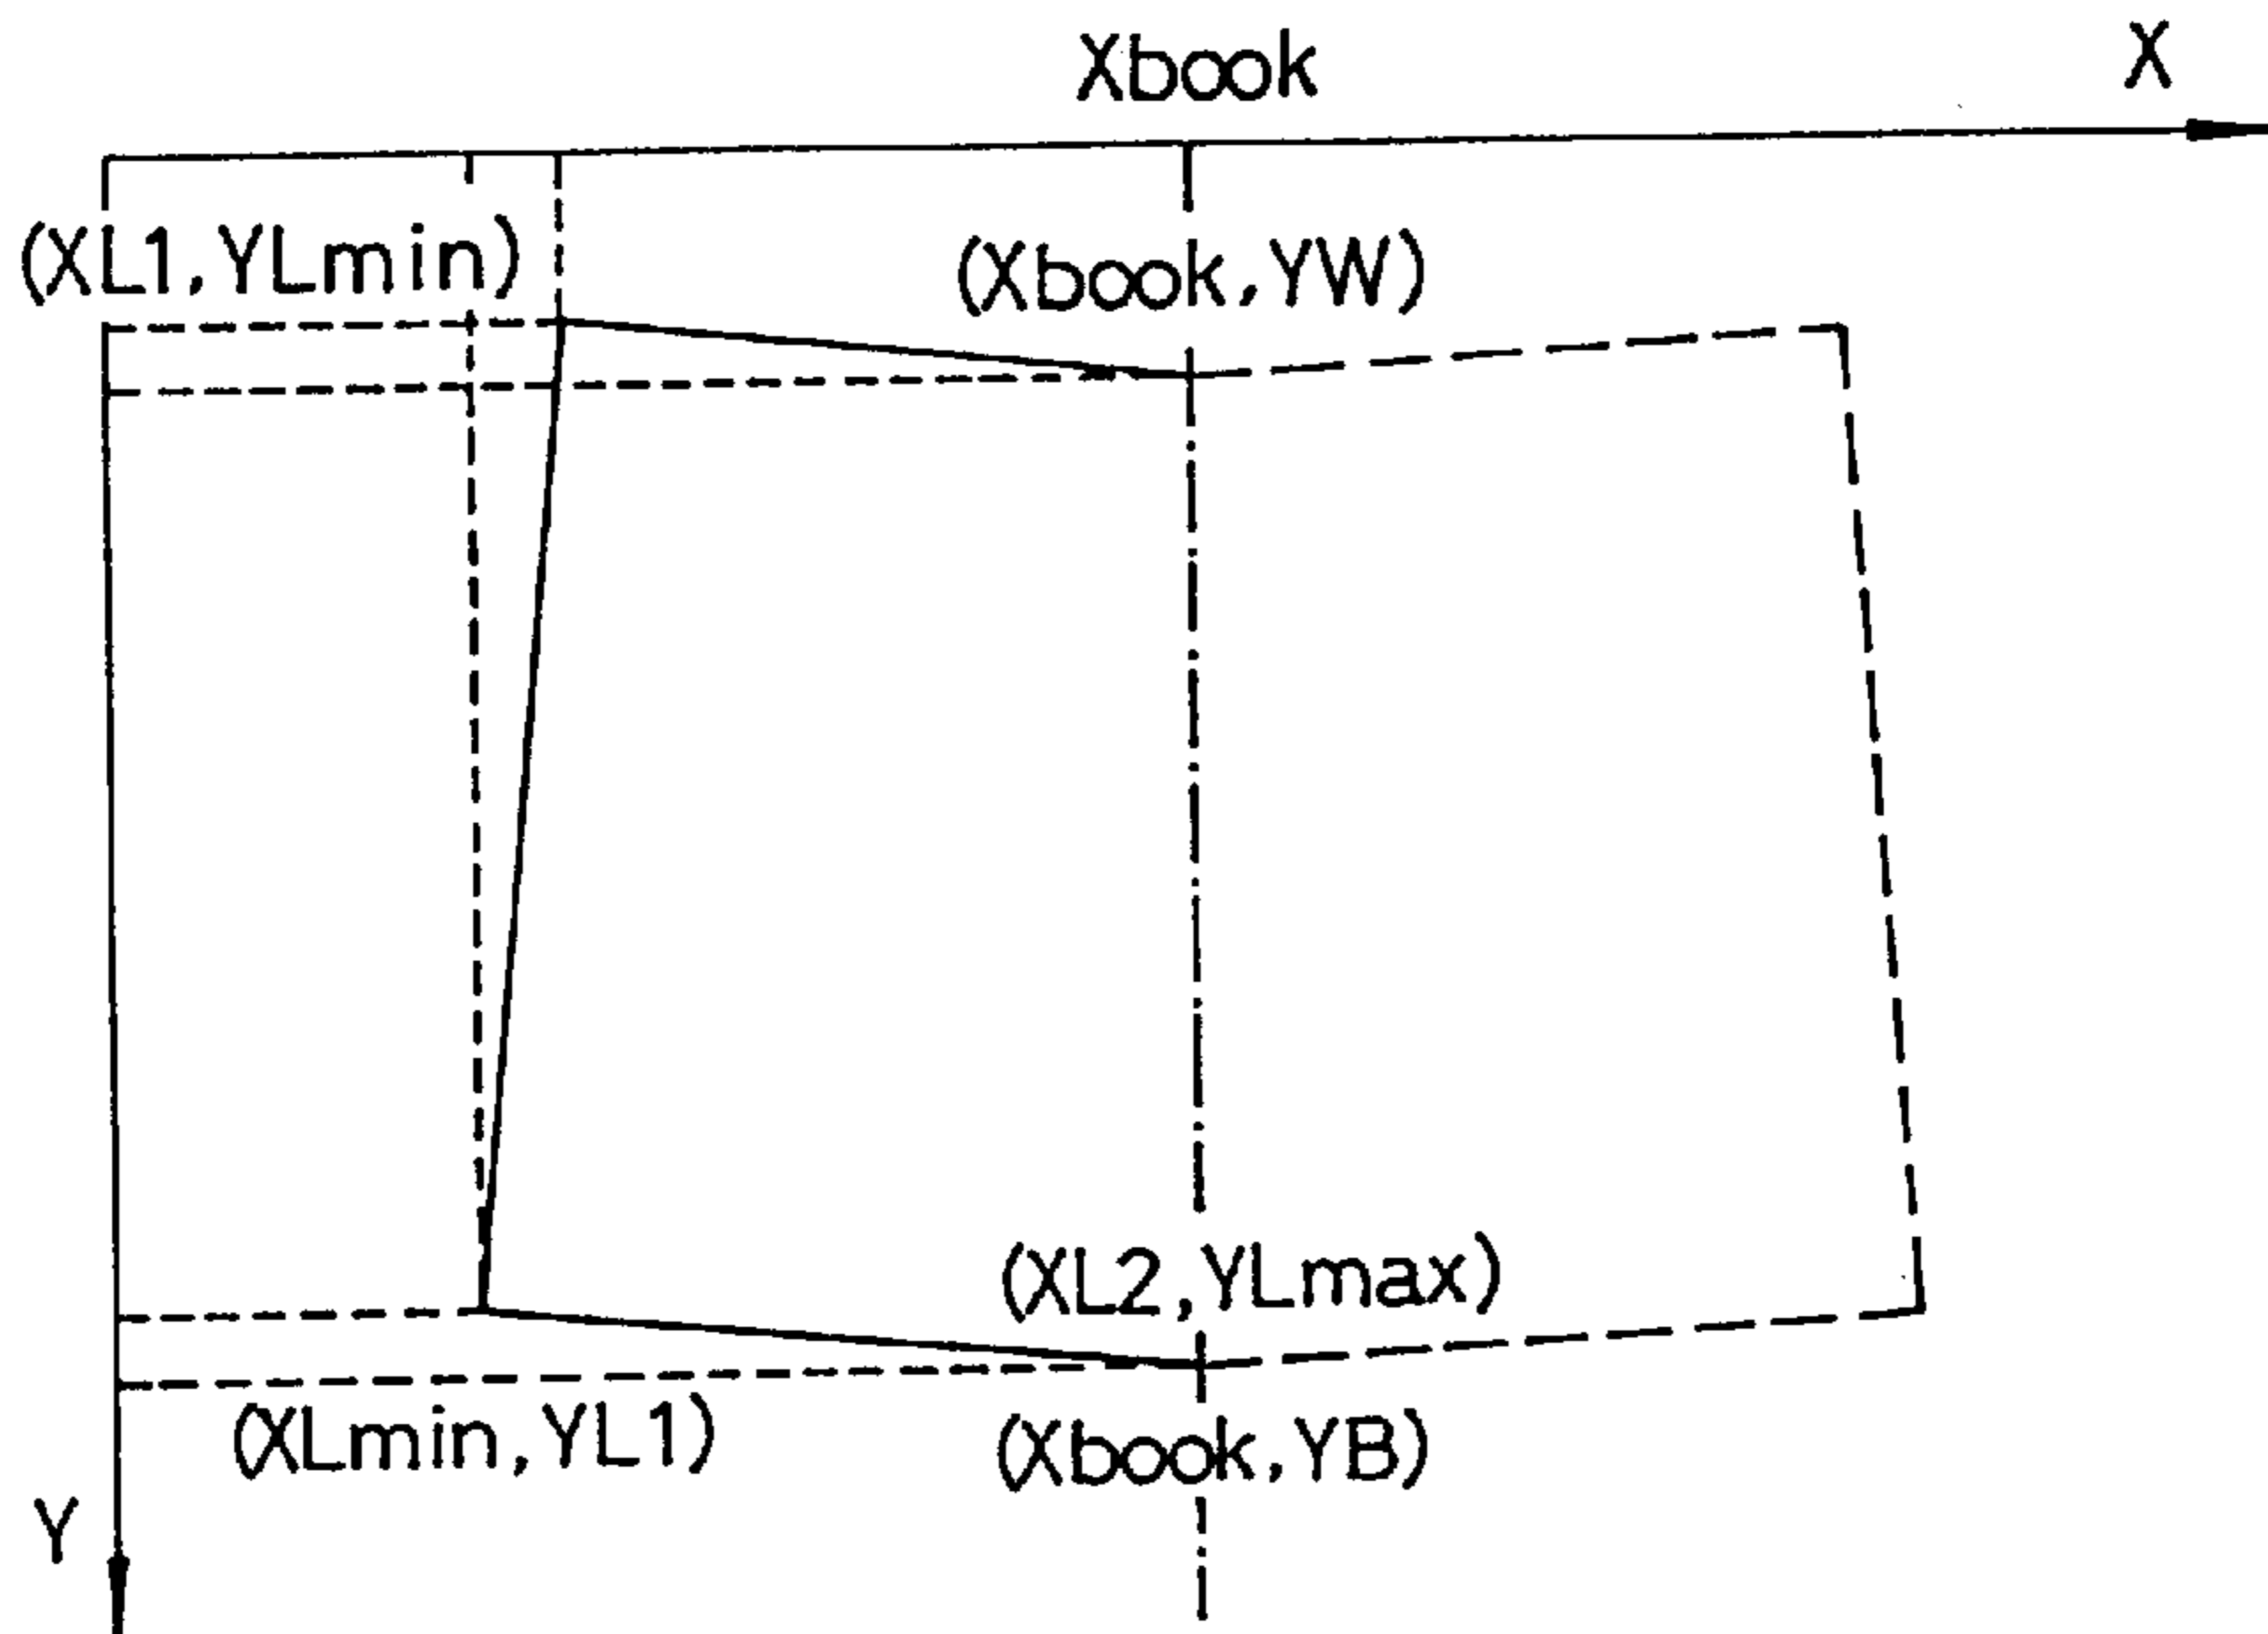 Xbook
X
(XL1,YLmin)
(Xbook,YW)
(XL2,YLmax)
(XLmin,YL1)
(Xbook,YB)
Y